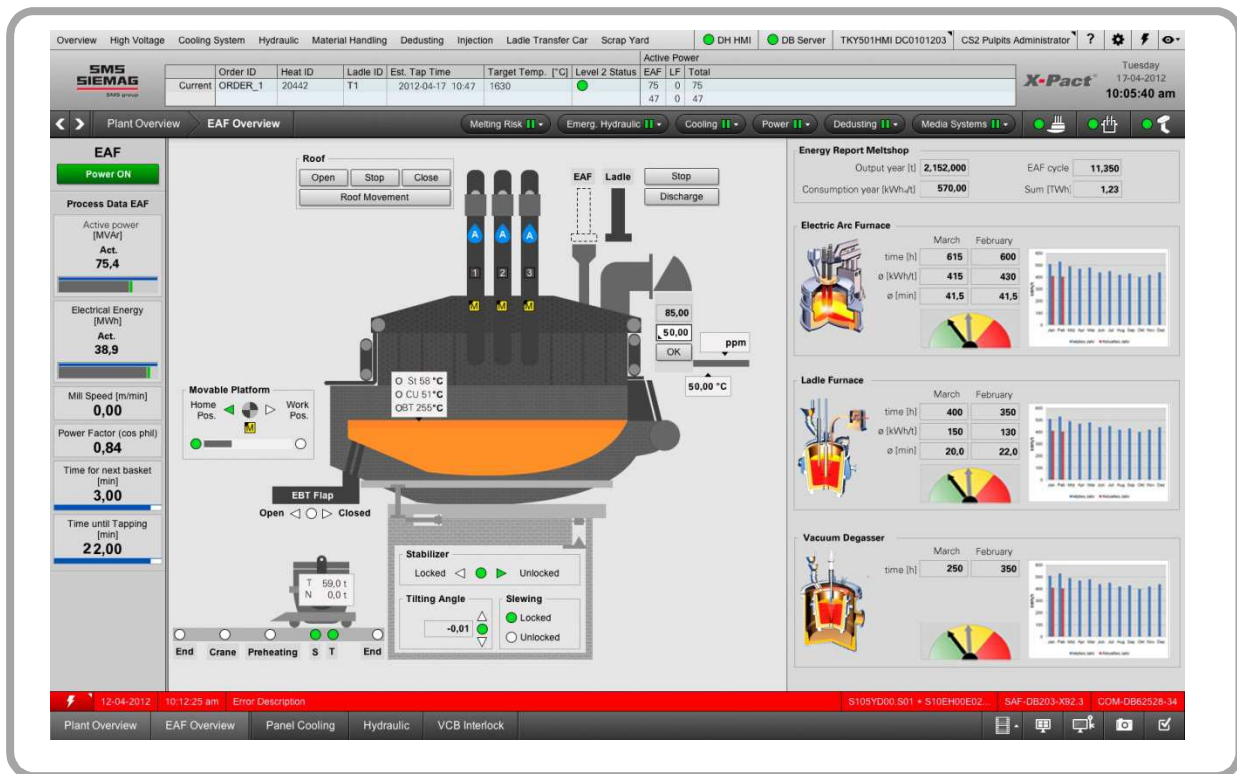 Overview High Voltage Cooling System Hydraulic Material Handling Dedusting Injection Ladle Transfer Car Scrap Yard DH HMI DB Server TKY501HMI DC0101203 CS2 Pulpits Administrator ?
SMS
SIEMAG
SMS group
Active Power
Order ID Heat ID Ladle ID Est. Tap Time Target Temp. [°C] Level 2 Status EAF LF Total
Current ORDER_1 20442 T1 2012-04-17 10:47 1630 75 0 75
47 0 47
X-Pact
Tuesday
17-04-2012
10:05:40 am
Plant Overview EAF Overview Melting Risk Emerg. Hydraulic Cooling Power Dedusting Media Systems
EAF
Power ON
Process Data EAF
Active power
[MVAr]
Act.
75,4
Electrical Energy
[MWh]
Act.
38,9
Mill Speed [m/min]
0,00
Power Factor (cos phil)
0,84
Time for next basket
[min]
3,00
Time until Tapping
[min]
22,00
Roof
Open Stop Close
Roof Movement
EAF Ladle
Stop
Discharge
A A A
1 2 3
M M M
85,00
50,00
OK
ppm
50,00 °C
O St 58 °C
O CU 51°C
OBT 255°C
Movable Platform
Home Pos. Work Pos.
M
EBT Flap
Open Closed
T 59,0 t
N 0,0 t
End Crane Preheating S T End
Stabilizer
Locked Unlocked
Tilting Angle
-0,01
Slewing
Locked
Unlocked
Energy Report Meltshop
Output year [t] 2,152,000 EAF cycle 11,350
Consumption year [kWh/t] 570,00 Sum [TWh] 1,23
Electric Arc Furnace
March February
time [h] 615 600
ø [kWh/t] 415 430
ø [min] 41,5 41,5
Ladle Furnace
March February
time [h] 400 350
ø [kWh/t] 150 130
ø [min] 20,0 22,0
Vacuum Degasser
March February
time [h] 250 350
12-04-2012 10:12:25 am Error Description S105YD00.S01 + S10EH00E02... SAF-DB203-X92.3 COM-DB62528-34
Plant Overview EAF Overview Panel Cooling Hydraulic VCB Interlock